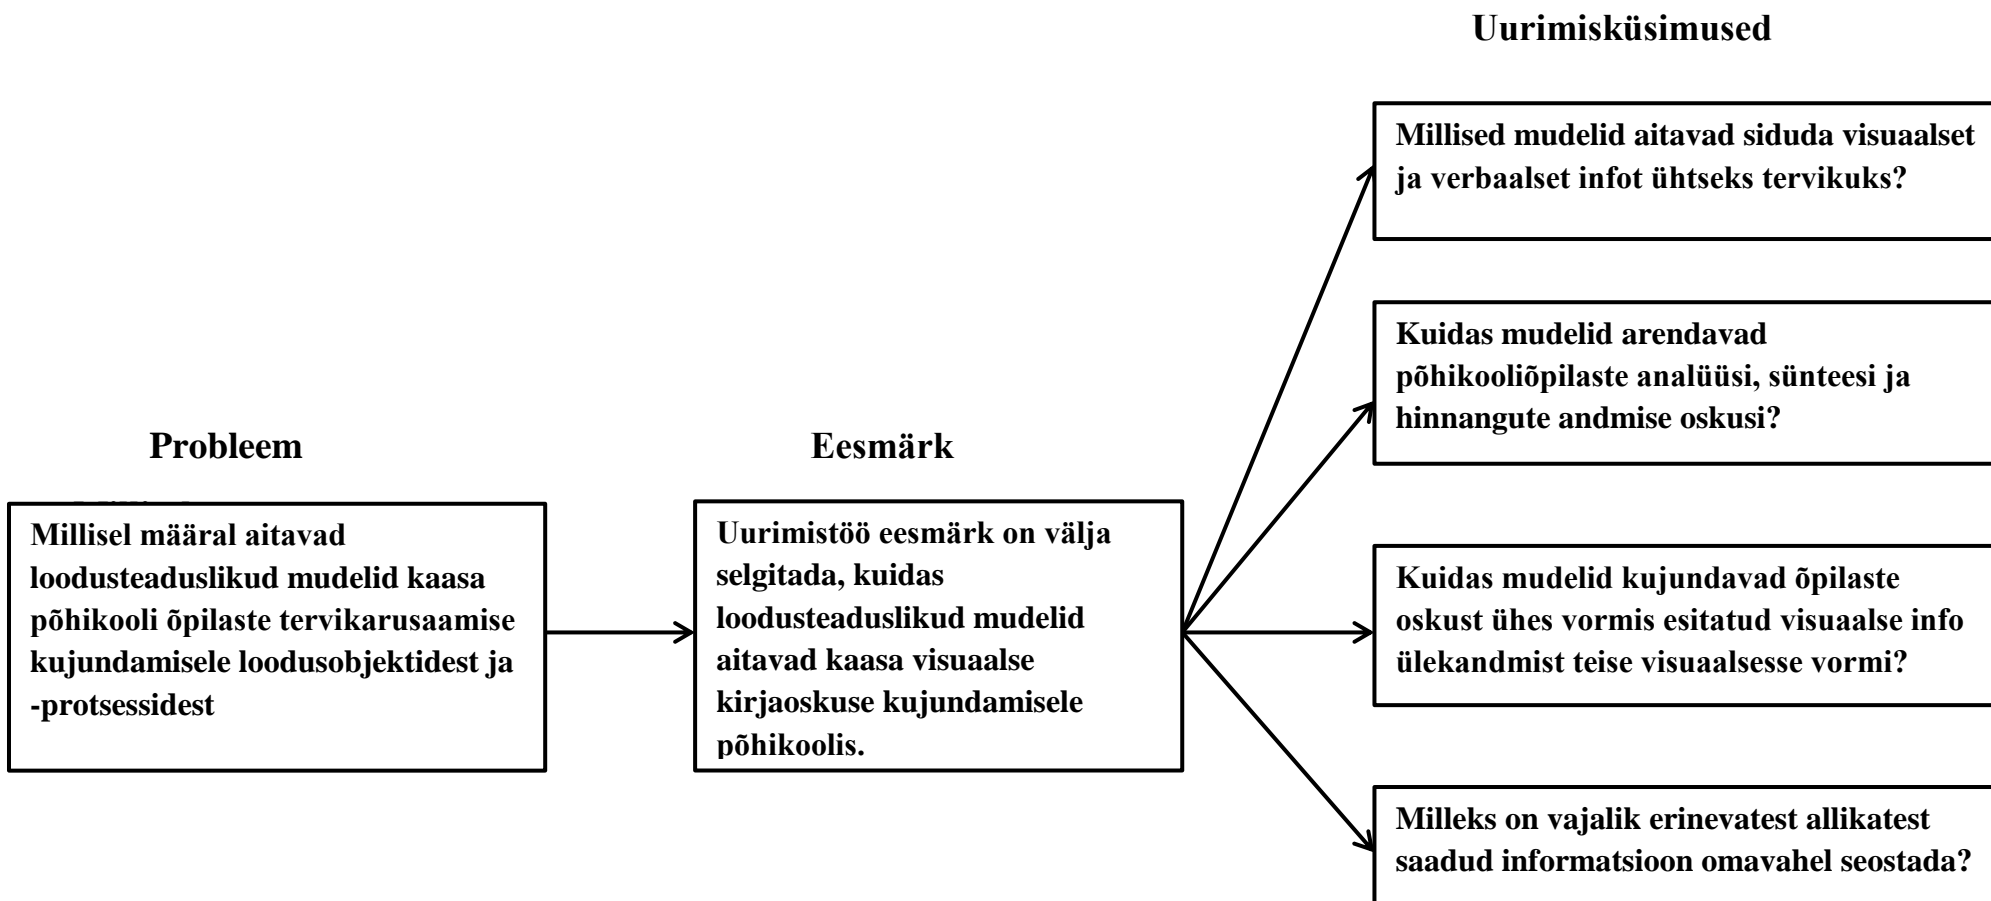 Uurimisküsimused
Millised mudelid aitavad siduda visuaalset
ja verbaalset infot ühtseks tervikuks?
Kuidas mudelid arendavad
põhikooliõpilaste analüüsi, sünteesi ja
hinnangute andmise oskusi?
Probleem
Eesmärk
Millisel määral aitavad
loodusteaduslikud mudelid kaasa
põhikooli õpilaste tervikarusaamise
kujundamisele loodusobjektidest ja
-protsessidest
Uurimistöö eesmärk on välja
selgitada, kuidas
loodusteaduslikud mudelid
aitavad kaasa visuaalse
kirjaoskuse kujundamisele
põhikoolis.
Kuidas mudelid kujundavad õpilaste
oskust ühes vormis esitatud visuaalse info
ülekandmist teise visuaalsesse vormi?
Milleks on vajalik erinevatest allikatest
saadud informatsioon omavahel seostada?